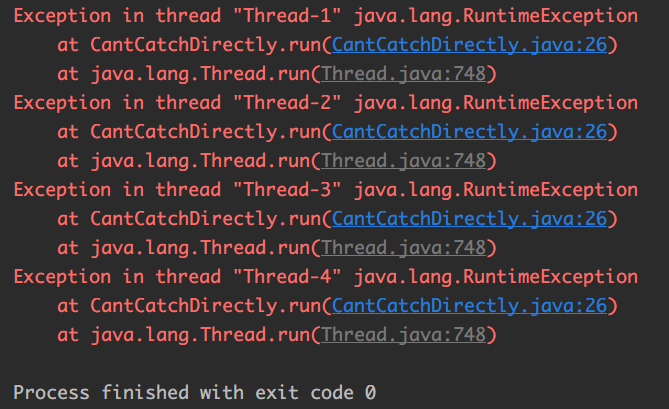 Exception in thread "Thread-1" java.lang.RuntimeException
    at CantCatchDirectly.run(CantCatchDirectly.java:26)
    at java.lang.Thread.run(Thread.java:748)
Exception in thread "Thread-2" java.lang.RuntimeException
    at CantCatchDirectly.run(CantCatchDirectly.java:26)
    at java.lang.Thread.run(Thread.java:748)
Exception in thread "Thread-3" java.lang.RuntimeException
    at CantCatchDirectly.run(CantCatchDirectly.java:26)
    at java.lang.Thread.run(Thread.java:748)
Exception in thread "Thread-4" java.lang.RuntimeException
    at CantCatchDirectly.run(CantCatchDirectly.java:26)
    at java.lang.Thread.run(Thread.java:748)
Process finished with exit code 0